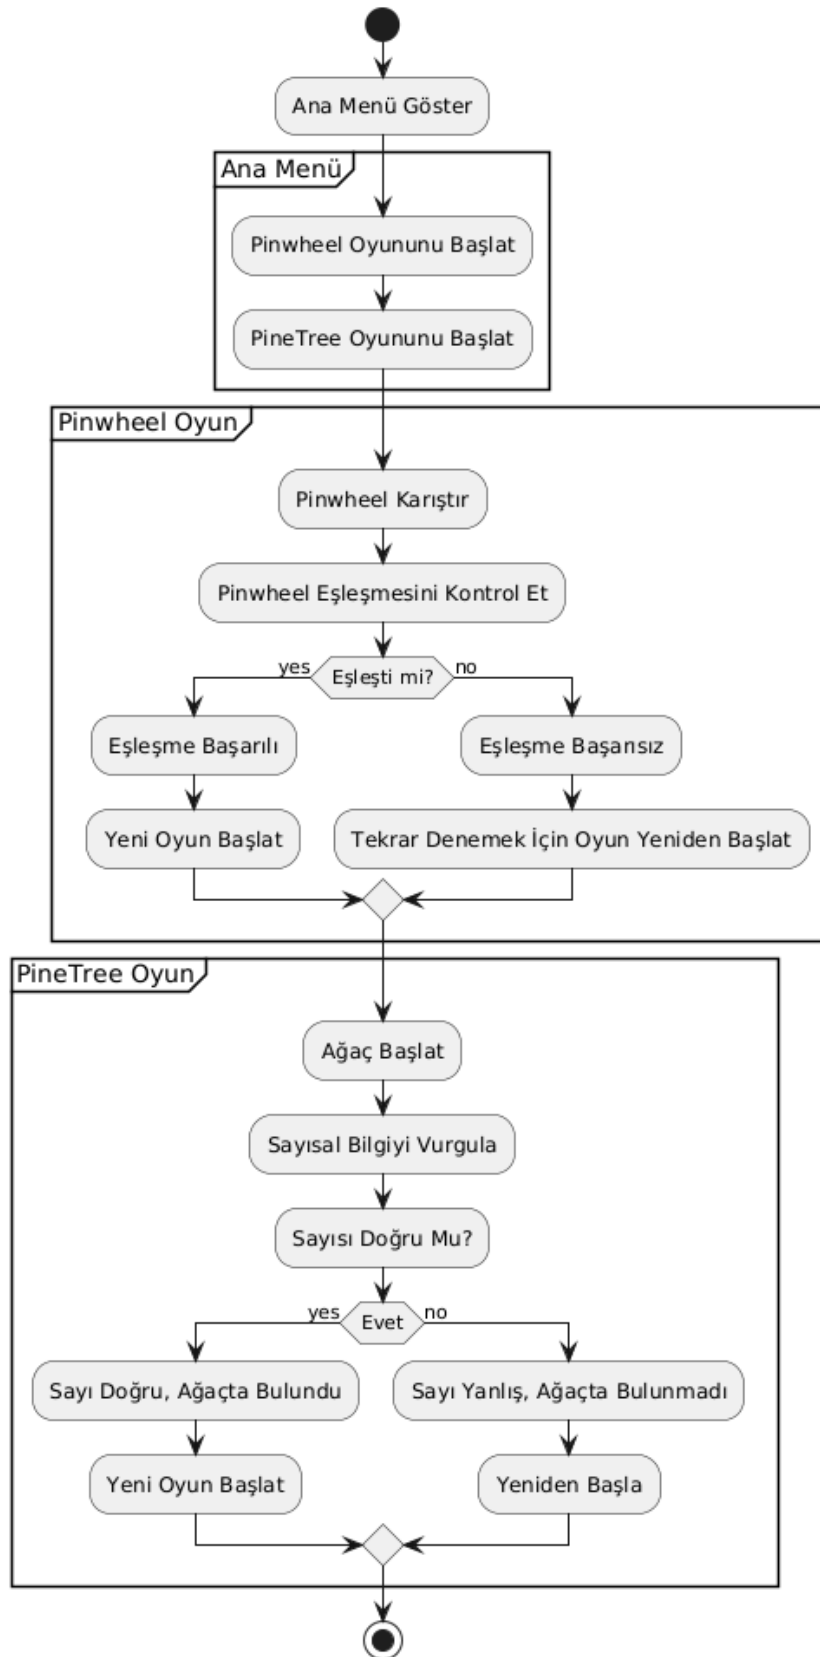 Ana Menü Göster
Ana Menü
Pinwheel Oyununu Başlat
PineTree Oyununu Başlat
Pinwheel Oyun
Pinwheel Karıştır
Pinwheel Eşleşmesini Kontrol Et
yes
Eşleşti mi?
no
Eşleşme Başarılı
Eşleşme Başarısız
Yeni Oyun Başlat
Tekrar Denemek İçin Oyun Yeniden Başlat
PineTree Oyun
Ağaç Başlat
Sayısal Bilgiyi Vurgula
Sayısı Doğru Mu?
yes
Evet
no
Sayı Doğru, Ağaçta Bulundu
Sayı Yanlış, Ağaçta Bulunmadı
Yeni Oyun Başlat
Yeniden Başla